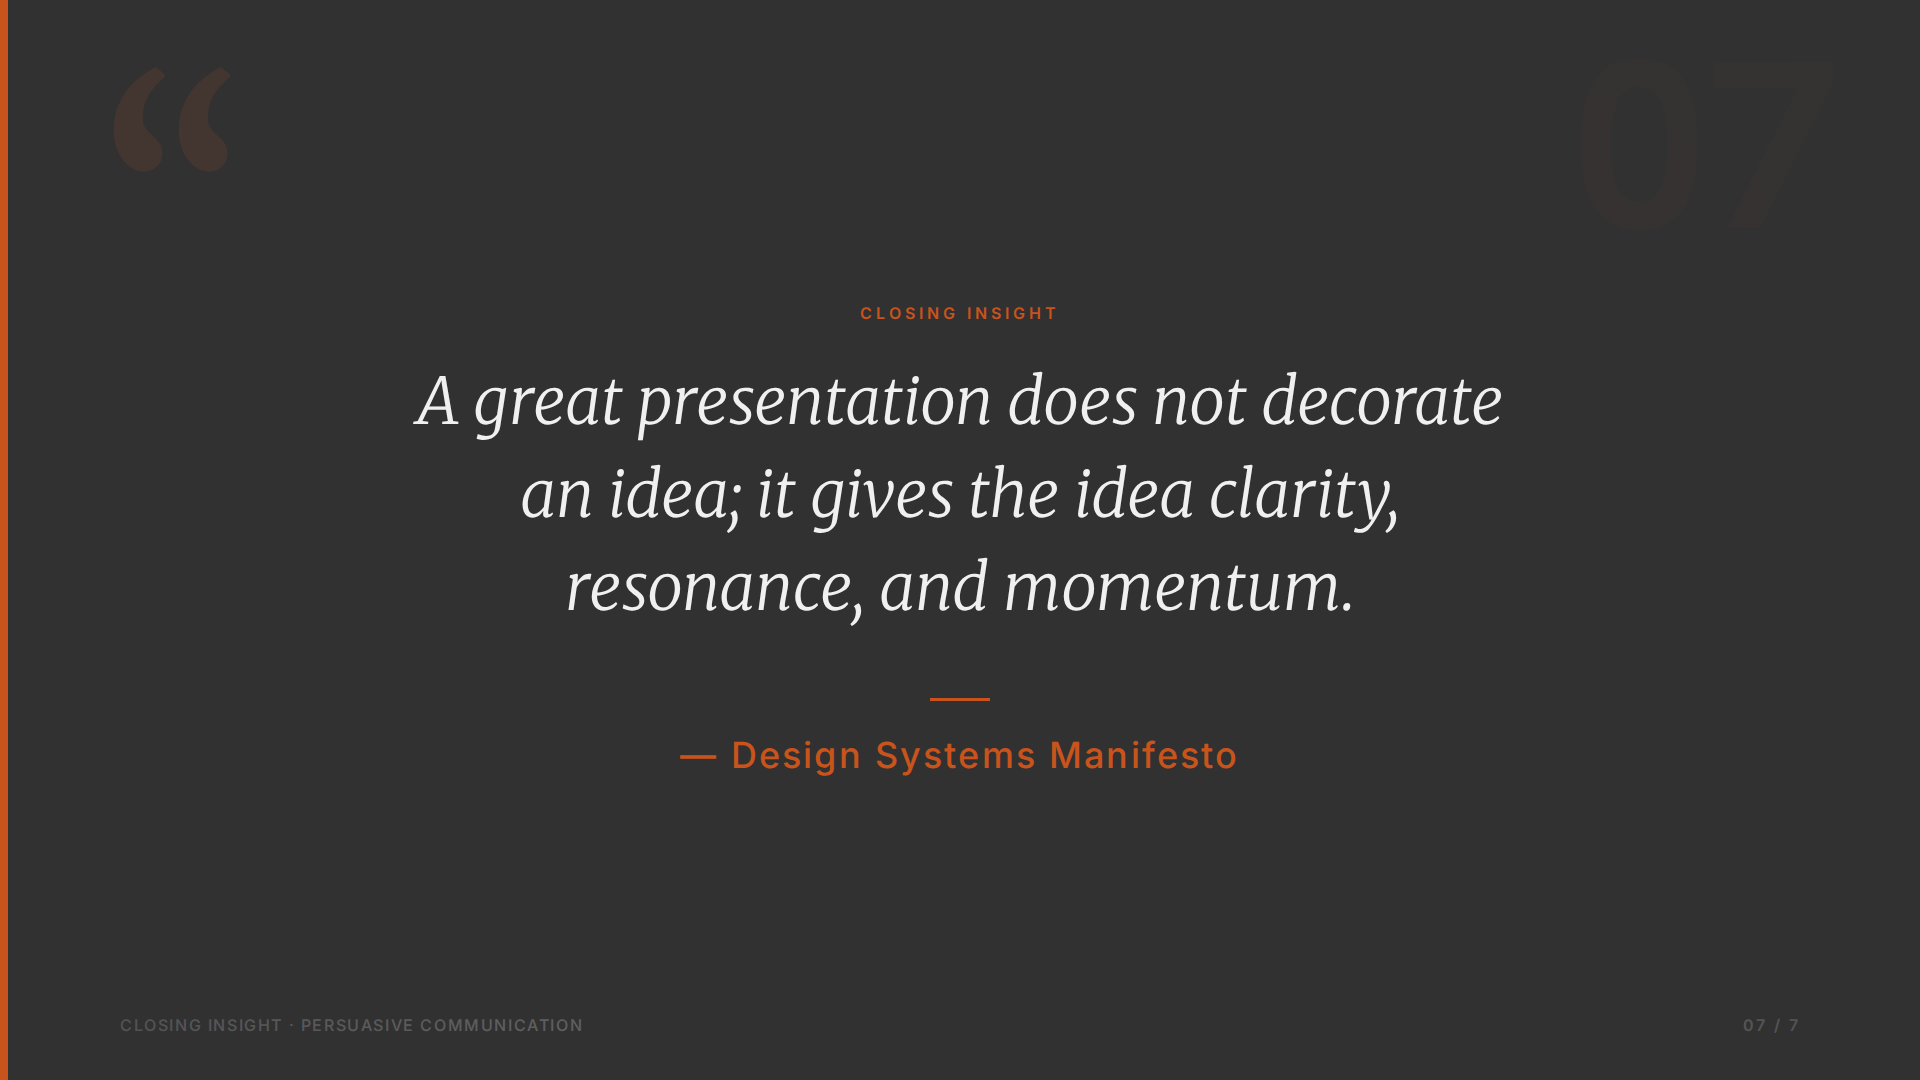 “
07
CLOSING INSIGHT
A great presentation does not decorate
an idea; it gives the idea clarity,
resonance, and momentum.
— Design Systems Manifesto
CLOSING INSIGHT · PERSUASIVE COMMUNICATION
07 / 7